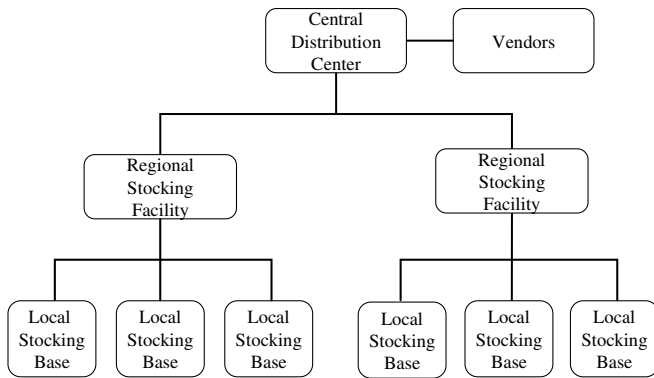 Central
Distribution
Center
Vendors
Regional
Stocking
Facility
Regional
Stocking
Facility
Local
Stocking
Base
Local
Stocking
Base
Local
Stocking
Base
Local
Stocking
Base
Local
Stocking
Base
Local
Stocking
Base